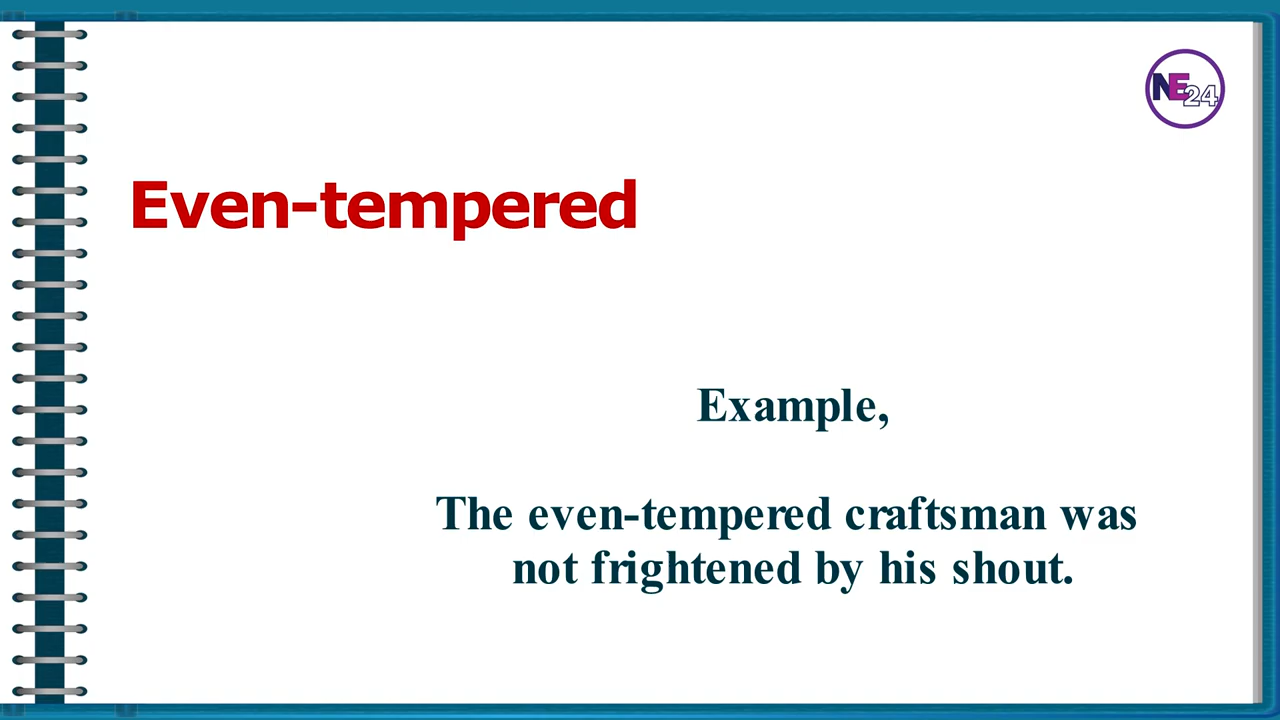 NE24
Even-tempered
Example,
The even-tempered craftsman was
not frightened by his shout.